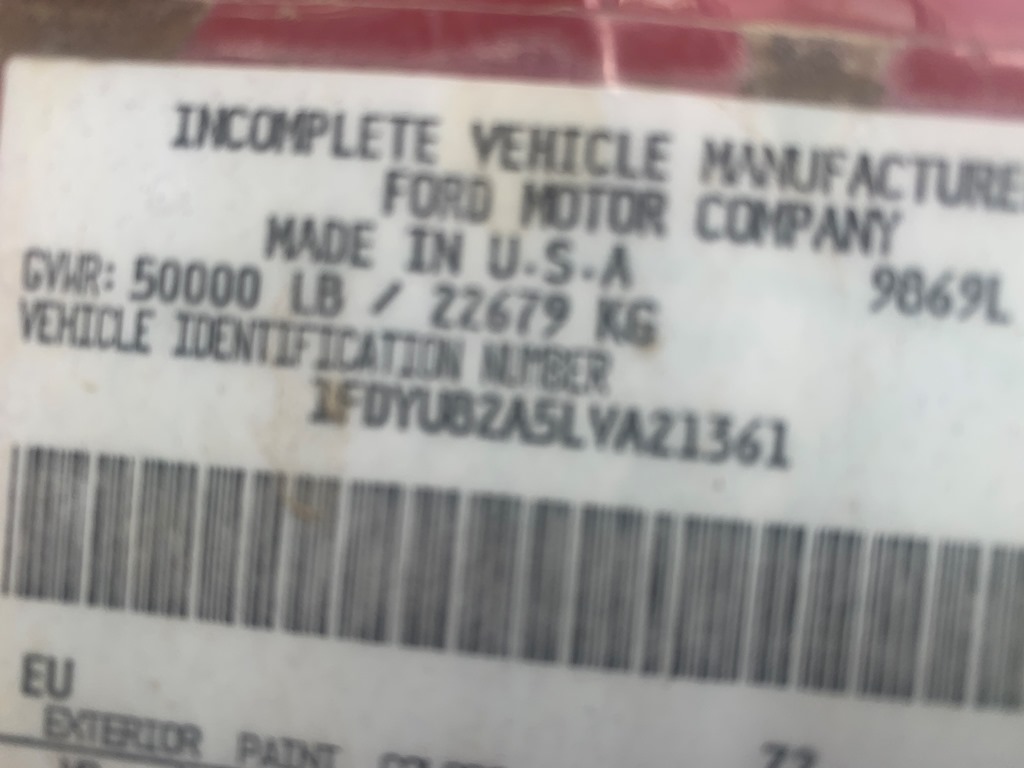 INCOMPLETE VEHICLE MANUFACTURE
FORD MOTOR COMPANY
MADE IN U.S.A
GVWR: 50000 LB / 22679 KG 9869L
VEHICLE IDENTIFICATION NUMBER
1FDYU82A5LVA21361
EU
EXTERIOR PAINT
72